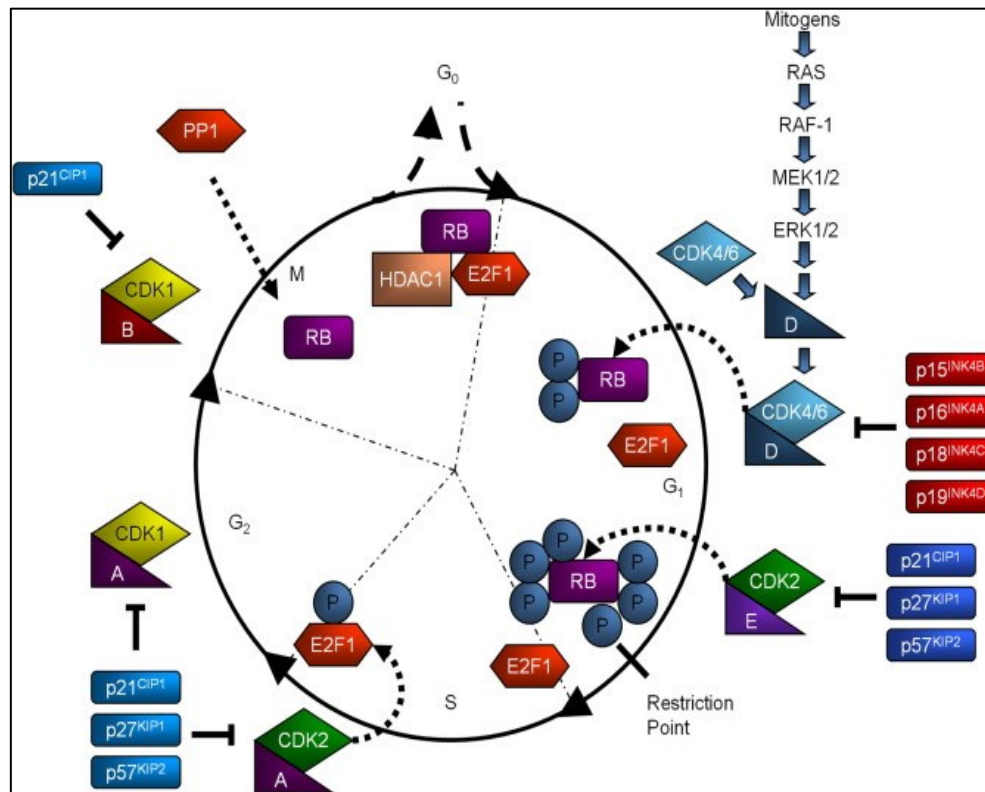 Mitogens
RAS
RAF-1
MEK1/2
ERK1/2
CDK4/6
D
CDK4/6
D
p15INK4B
p16INK4A
p18INK4C
p19INK4D
G0
PP1
p21CIP1
CDK1
B
M
RB
HDAC1
E2F1
RB
P
P
RB
E2F1
G1
P
P
P
P
P
P
RB
P
E2F1
Restriction
Point
CDK2
E
p21CIP1
p27KIP1
p57KIP2
S
P
E2F1
CDK2
A
G2
CDK1
A
p21CIP1
p27KIP1
p57KIP2